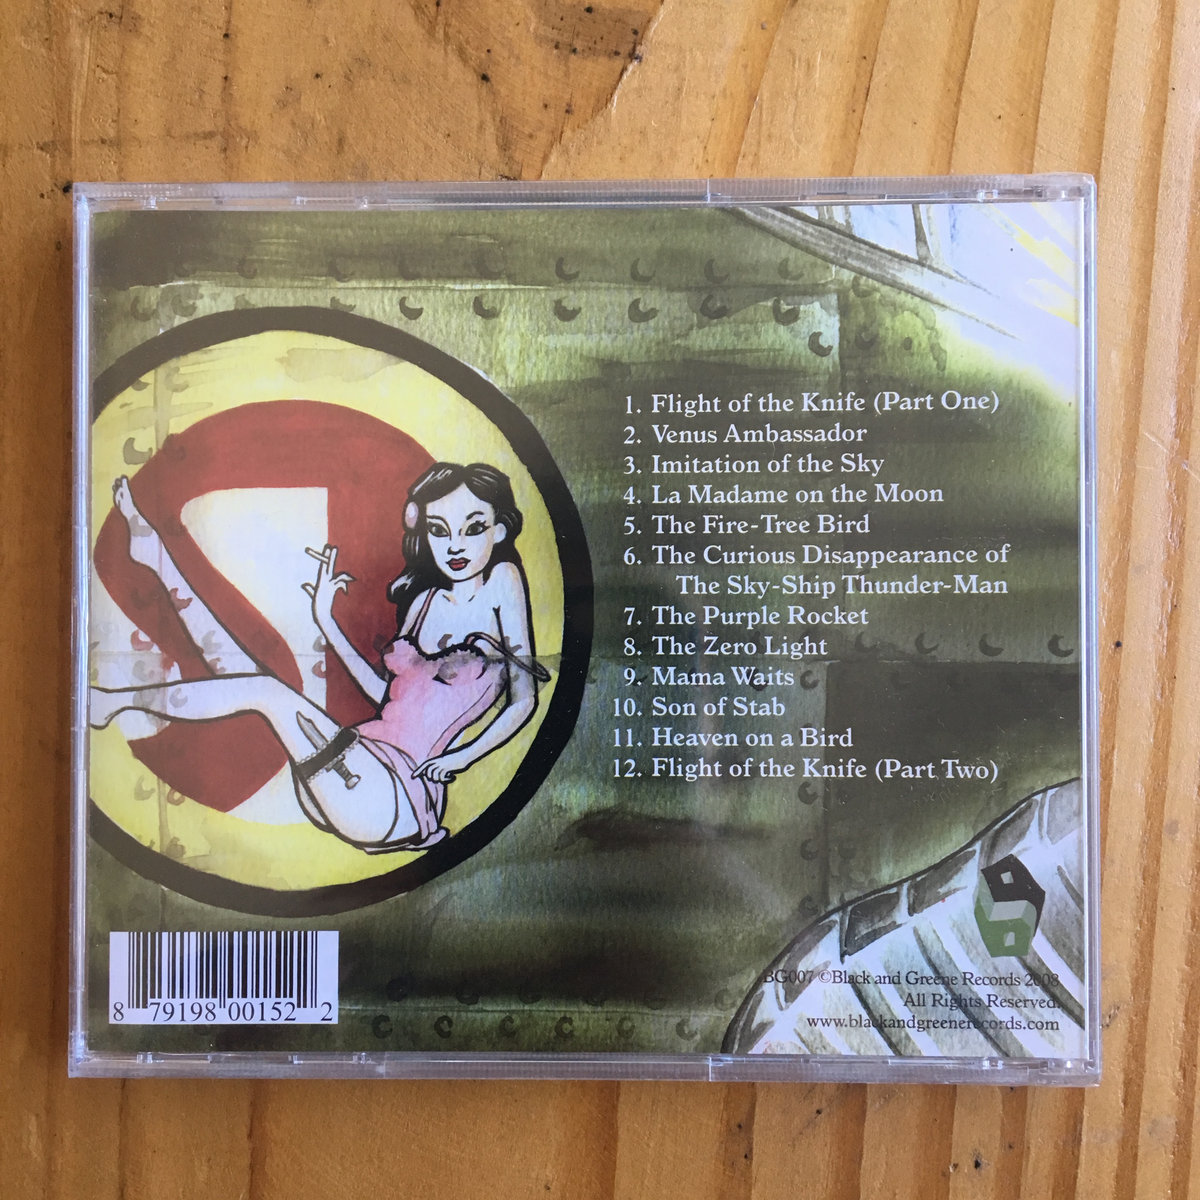 1. Flight of the Knife (Part One)
2. Venus Ambassador
3. Imitation of the Sky
4. La Madame on the Moon
5. The Fire-Tree Bird
6. The Curious Disappearance of
The Sky-Ship Thunder-Man
7. The Purple Rocket
8. The Zero Light
9. Mama Waits
10. Son of Stab
11. Heaven on a Bird
12. Flight of the Knife (Part Two)
BG007 ©Black and Greene Records 2008
All Rights Reserved.
www.blackandgreenerecords.com
8 79198 00152 2